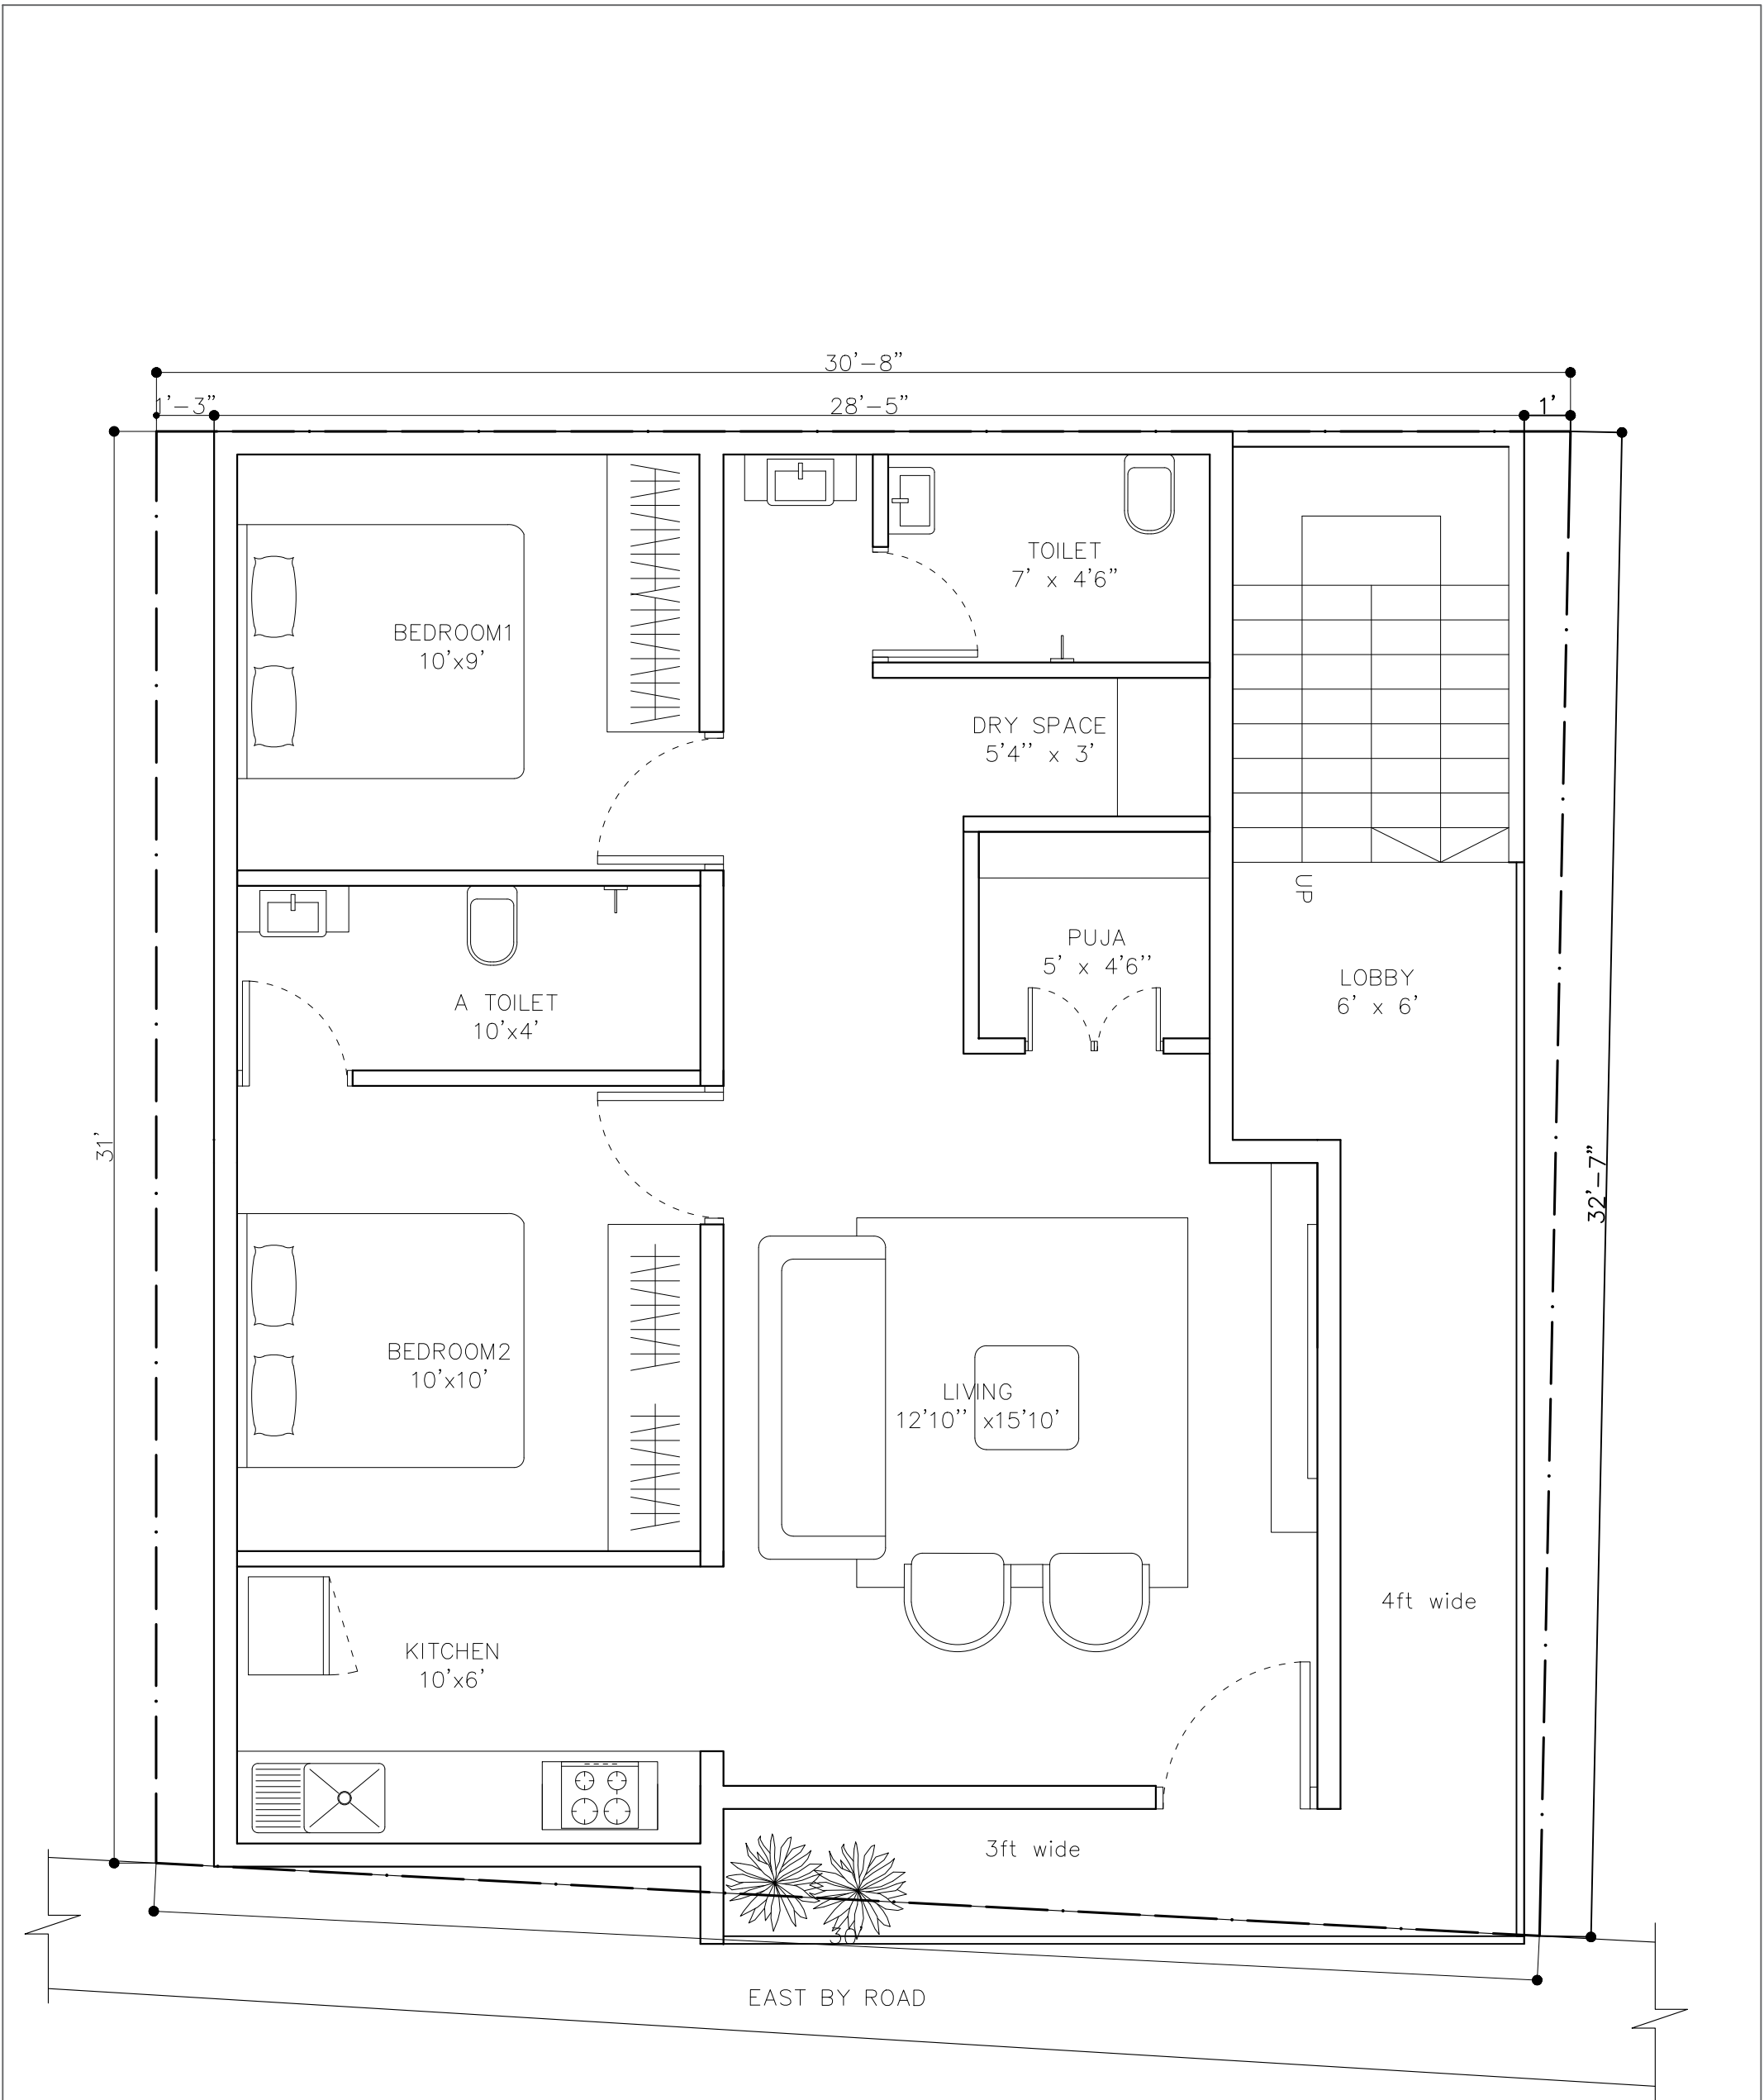 30'-8"
1'-3"
28'-5"
1'
TOILET
7' x 4'6"
BEDROOM1
10'x9'
DRY SPACE
5'4'' x 3'
UP
PUJA
5' x 4'6''
LOBBY
6' x 6'
A TOILET
10'x4'
31'
32'-7"
BEDROOM2
10'x10'
LIVING
12'10'' x15'10'
4ft wide
KITCHEN
10'x6'
3ft wide
30'
EAST BY ROAD